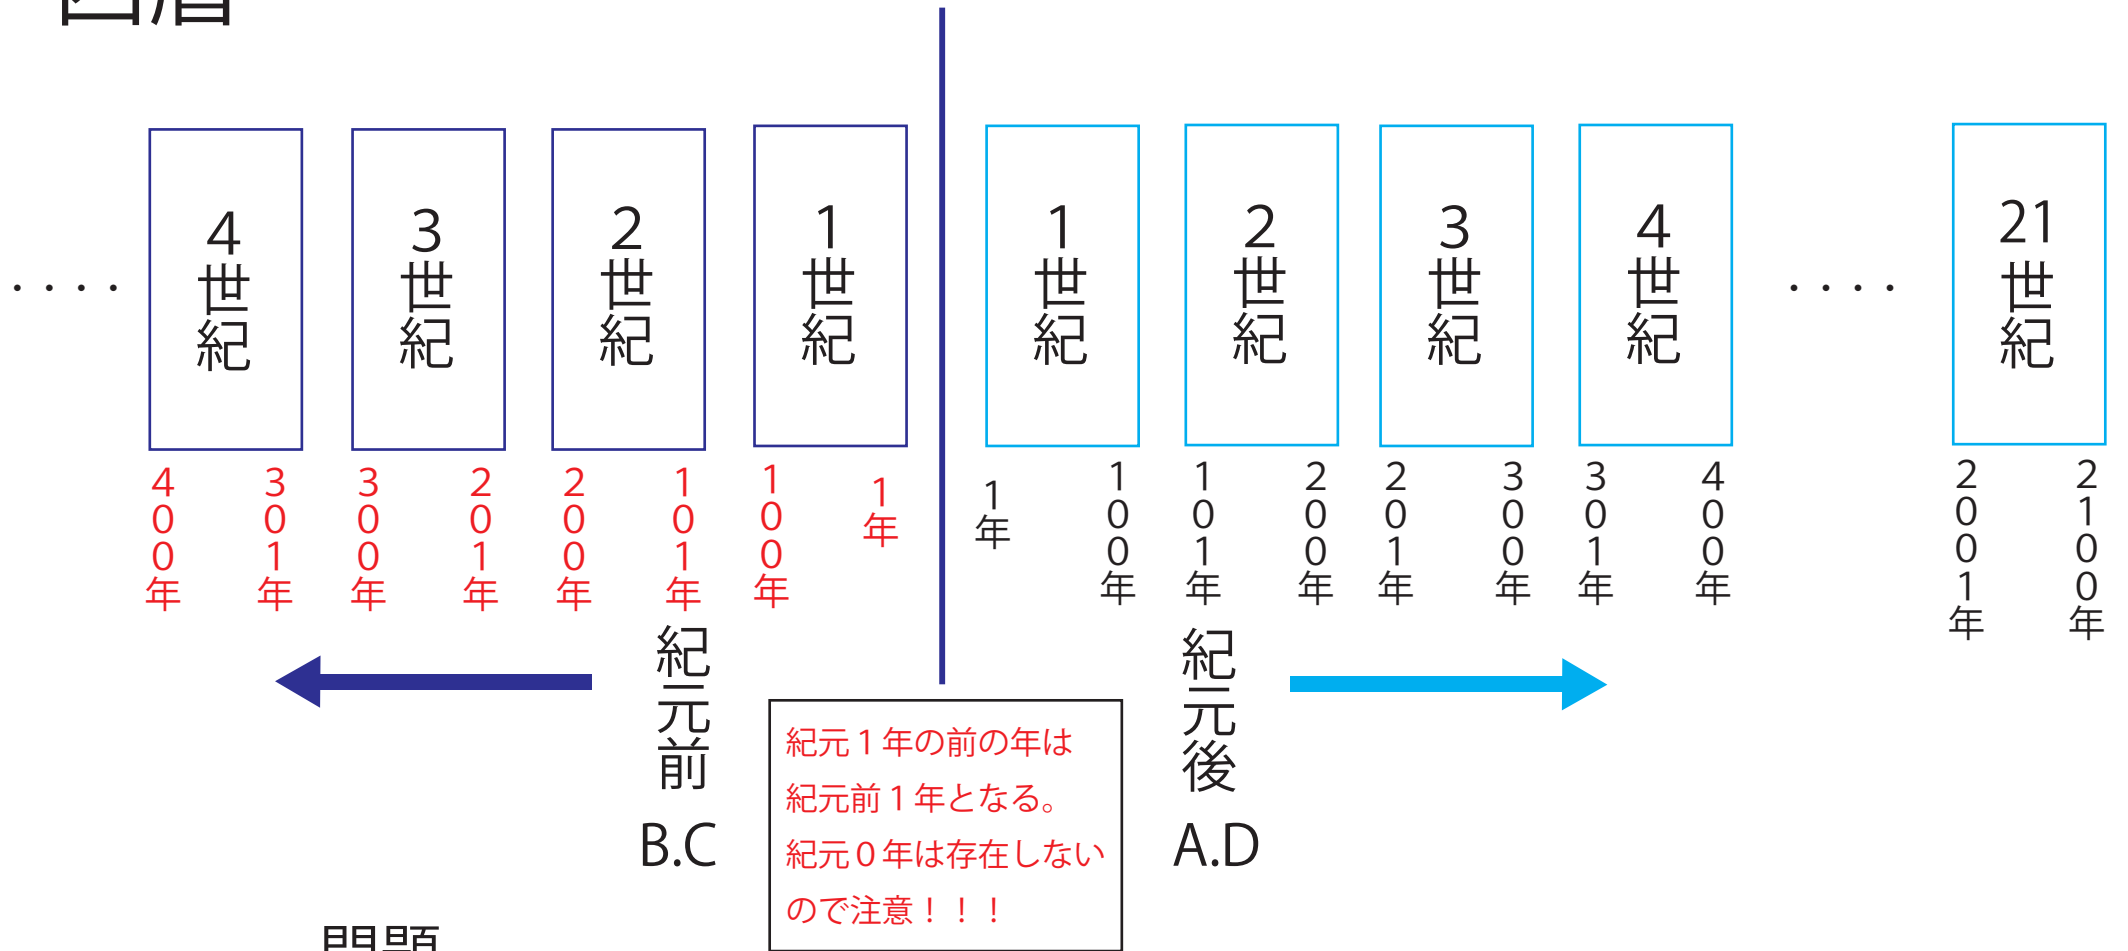 西暦
・・・・
4世紀
3世紀
2世紀
1世紀
1世紀
2世紀
3世紀
4世紀
・・・・
21世紀
400年
301年
300年
201年
200年
101年
100年
1年
1年
100年
101年
200年
201年
300年
301年
400年
2001年
2100年
紀元前
B.C
紀元後
A.D
紀元1年の前の年は
紀元前1年となる。
紀元0年は存在しない
ので注意！！！
問題